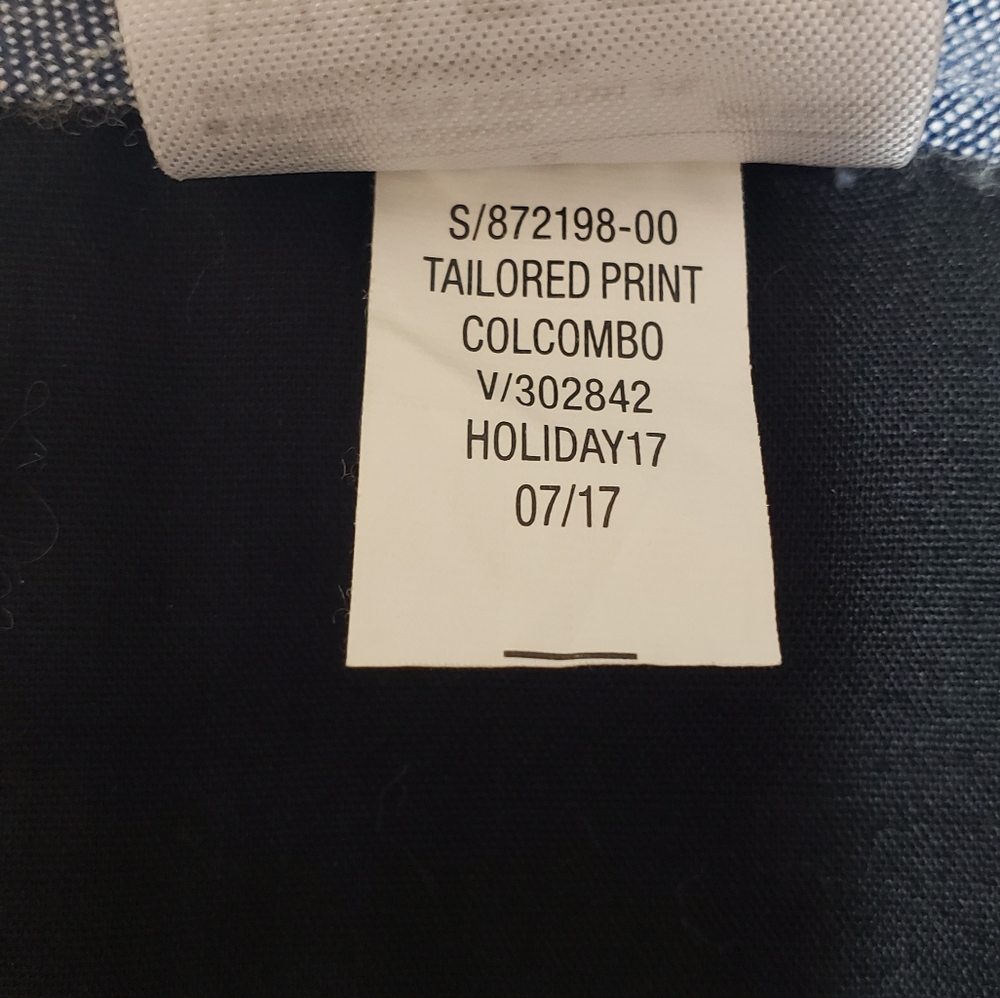 S/872198-00
TAILORED PRINT
COLCOMBO
V/302842
HOLIDAY17
07/17